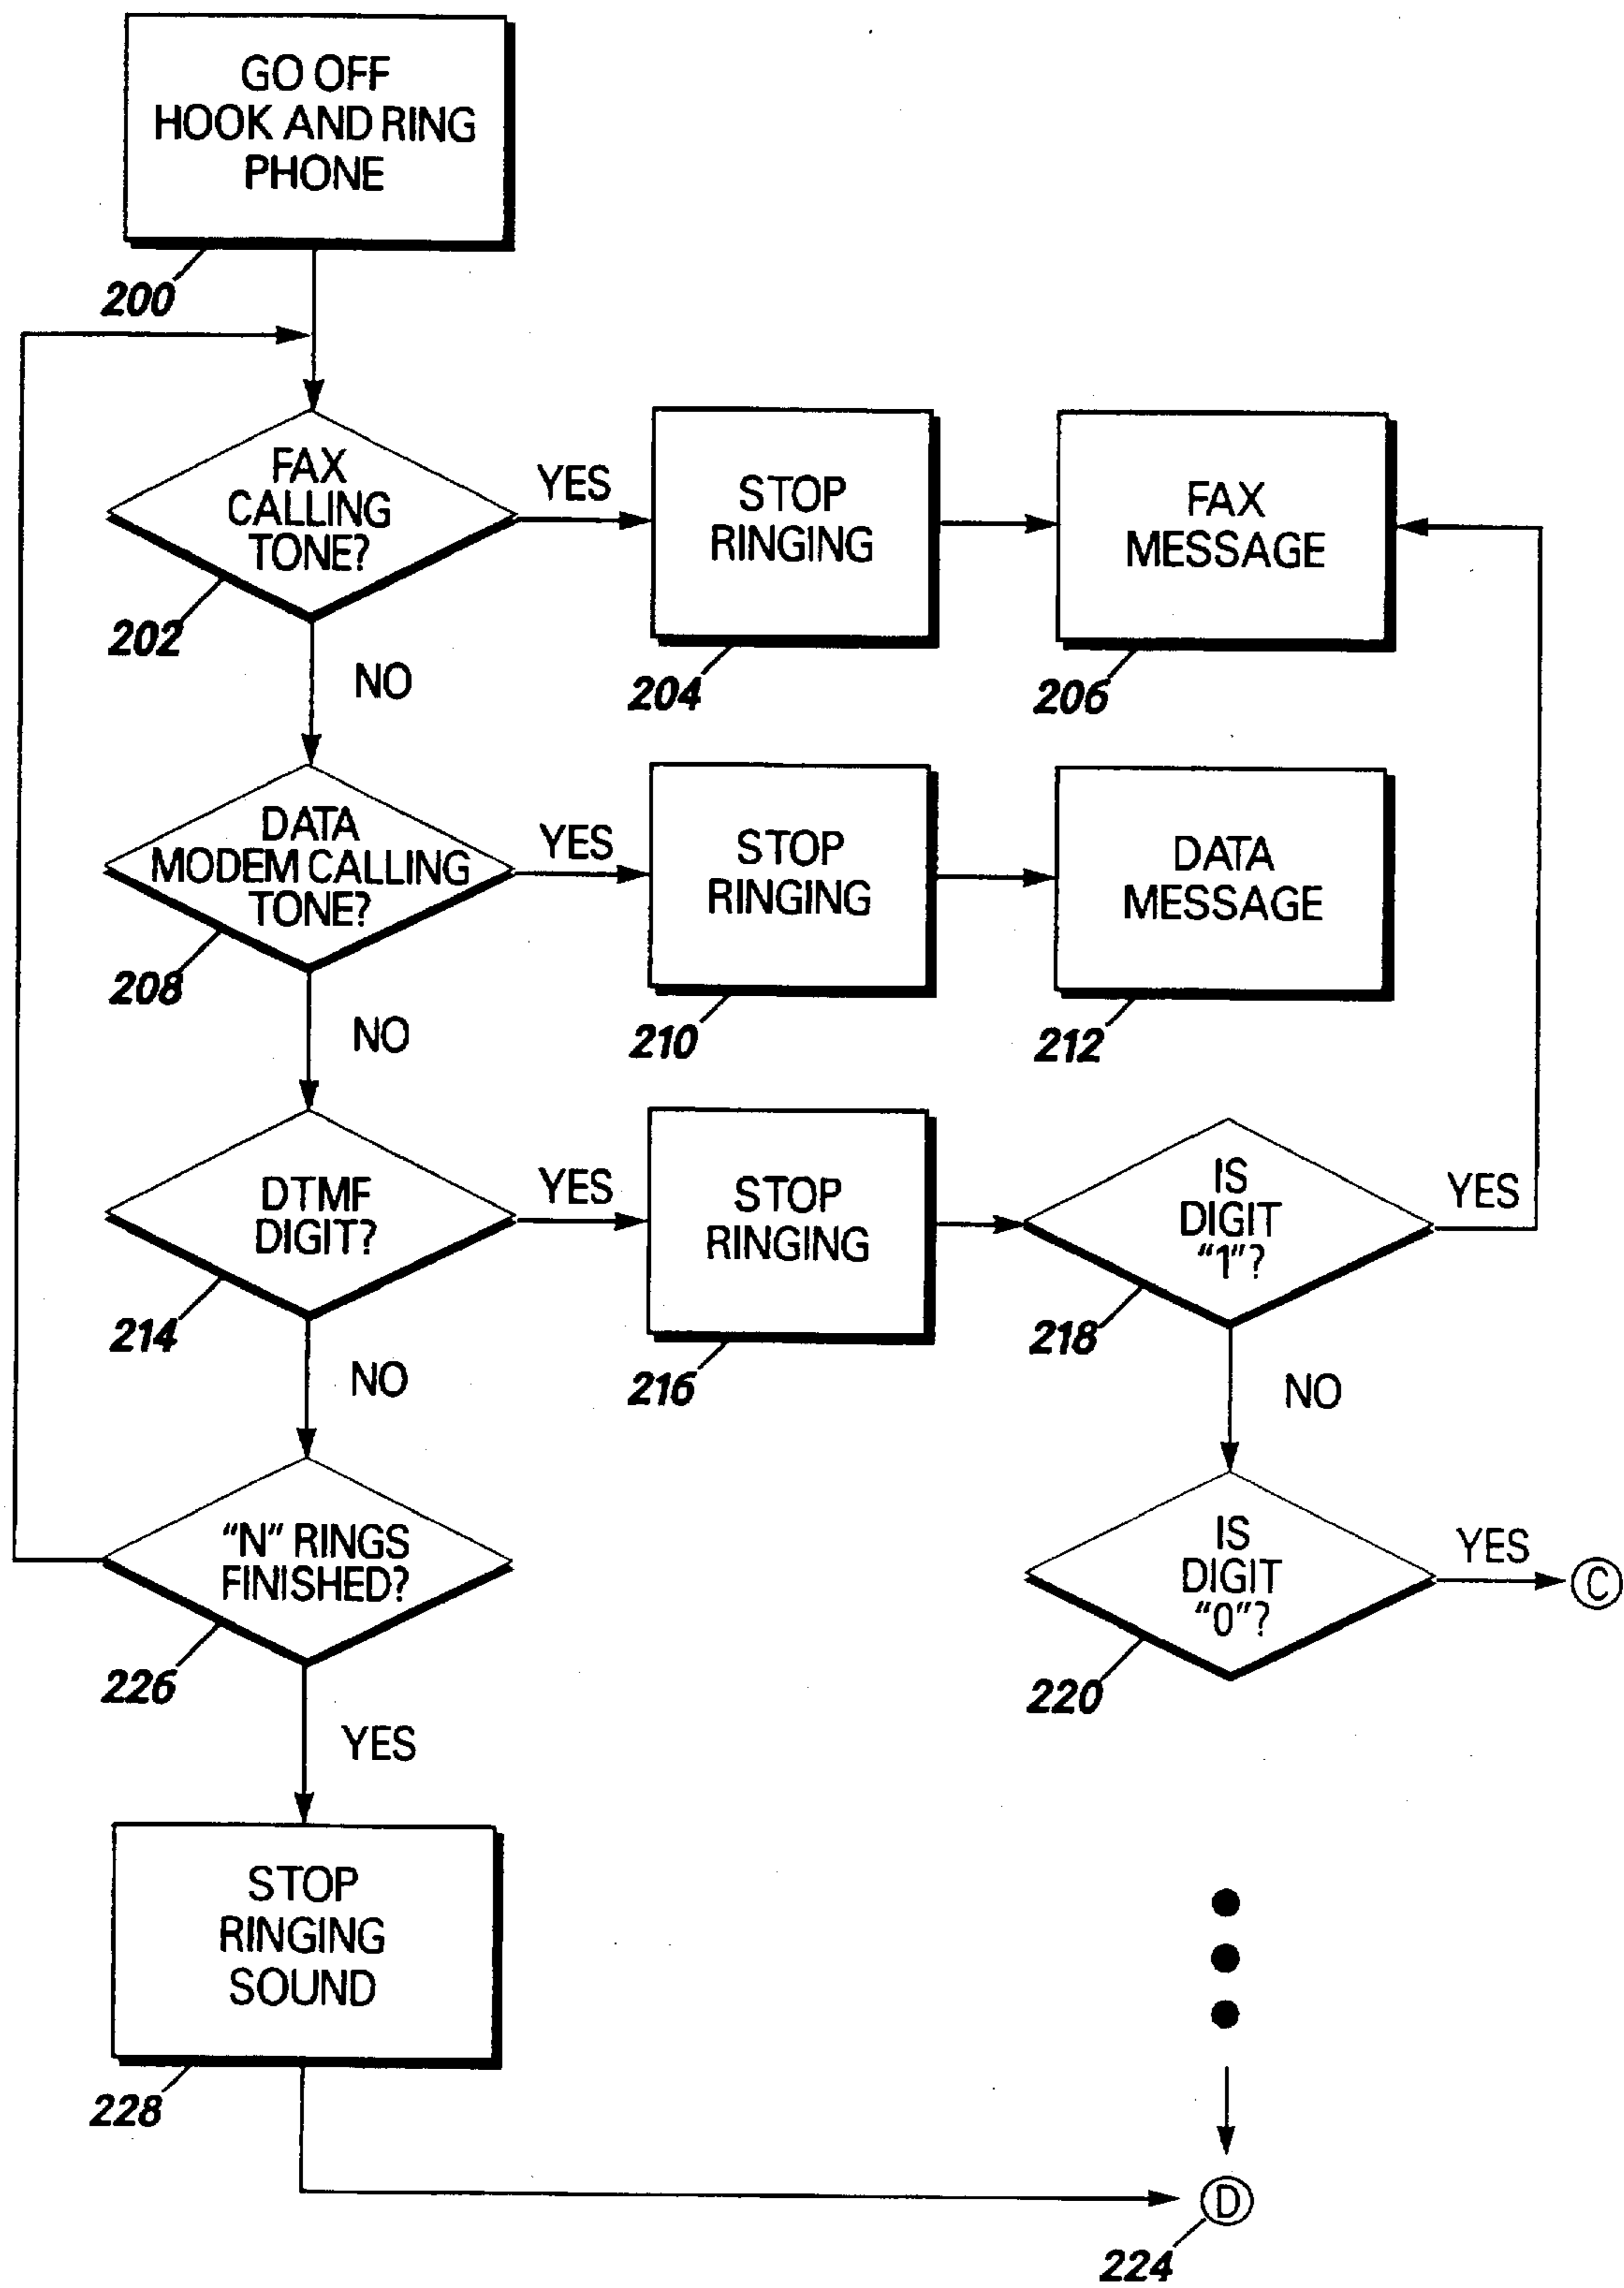 GO OFF
HOOK AND RING
PHONE
200
FAX
CALLING
TONE?
202
YES
STOP
RINGING
204
FAX
MESSAGE
206
NO
DATA
MODEM CALLING
TONE?
208
YES
STOP
RINGING
210
DATA
MESSAGE
212
NO
DTMF
DIGIT?
214
YES
STOP
RINGING
216
IS
DIGIT
“1”?
218
YES
NO
NO
“N” RINGS
FINISHED?
226
IS
DIGIT
“0”?
220
YES
C
YES
STOP
RINGING
SOUND
228
D
224